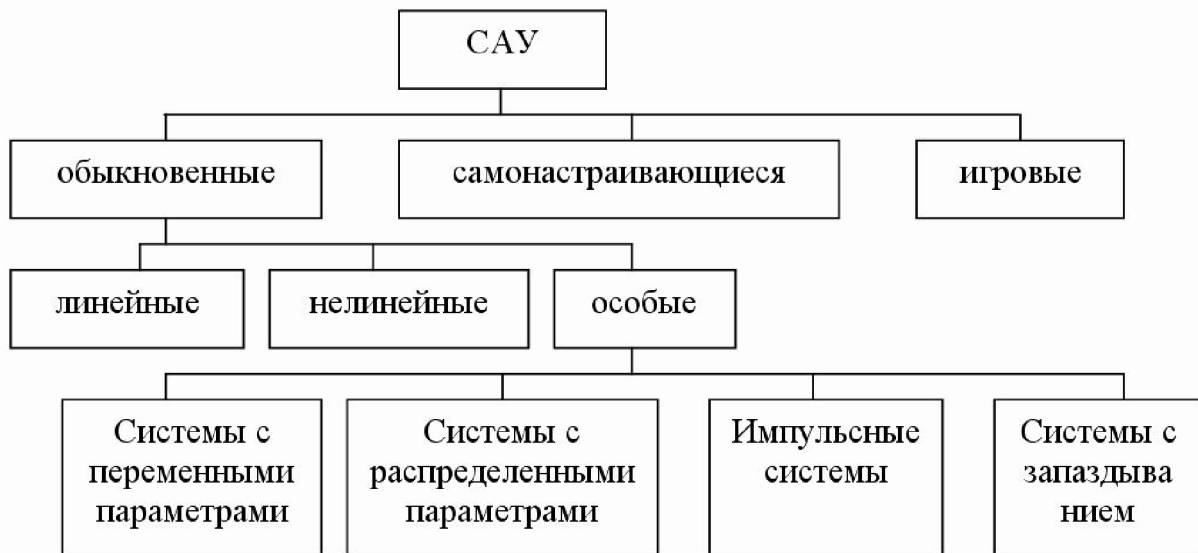 САУ
обыкновенные
самонастраивающиеся
игровые
линейные
нелинейные
особые
Системы с
переменными
параметрами
Системы с
распределенными
параметрами
Импульсные
системы
Системы с
запаздыва
нием